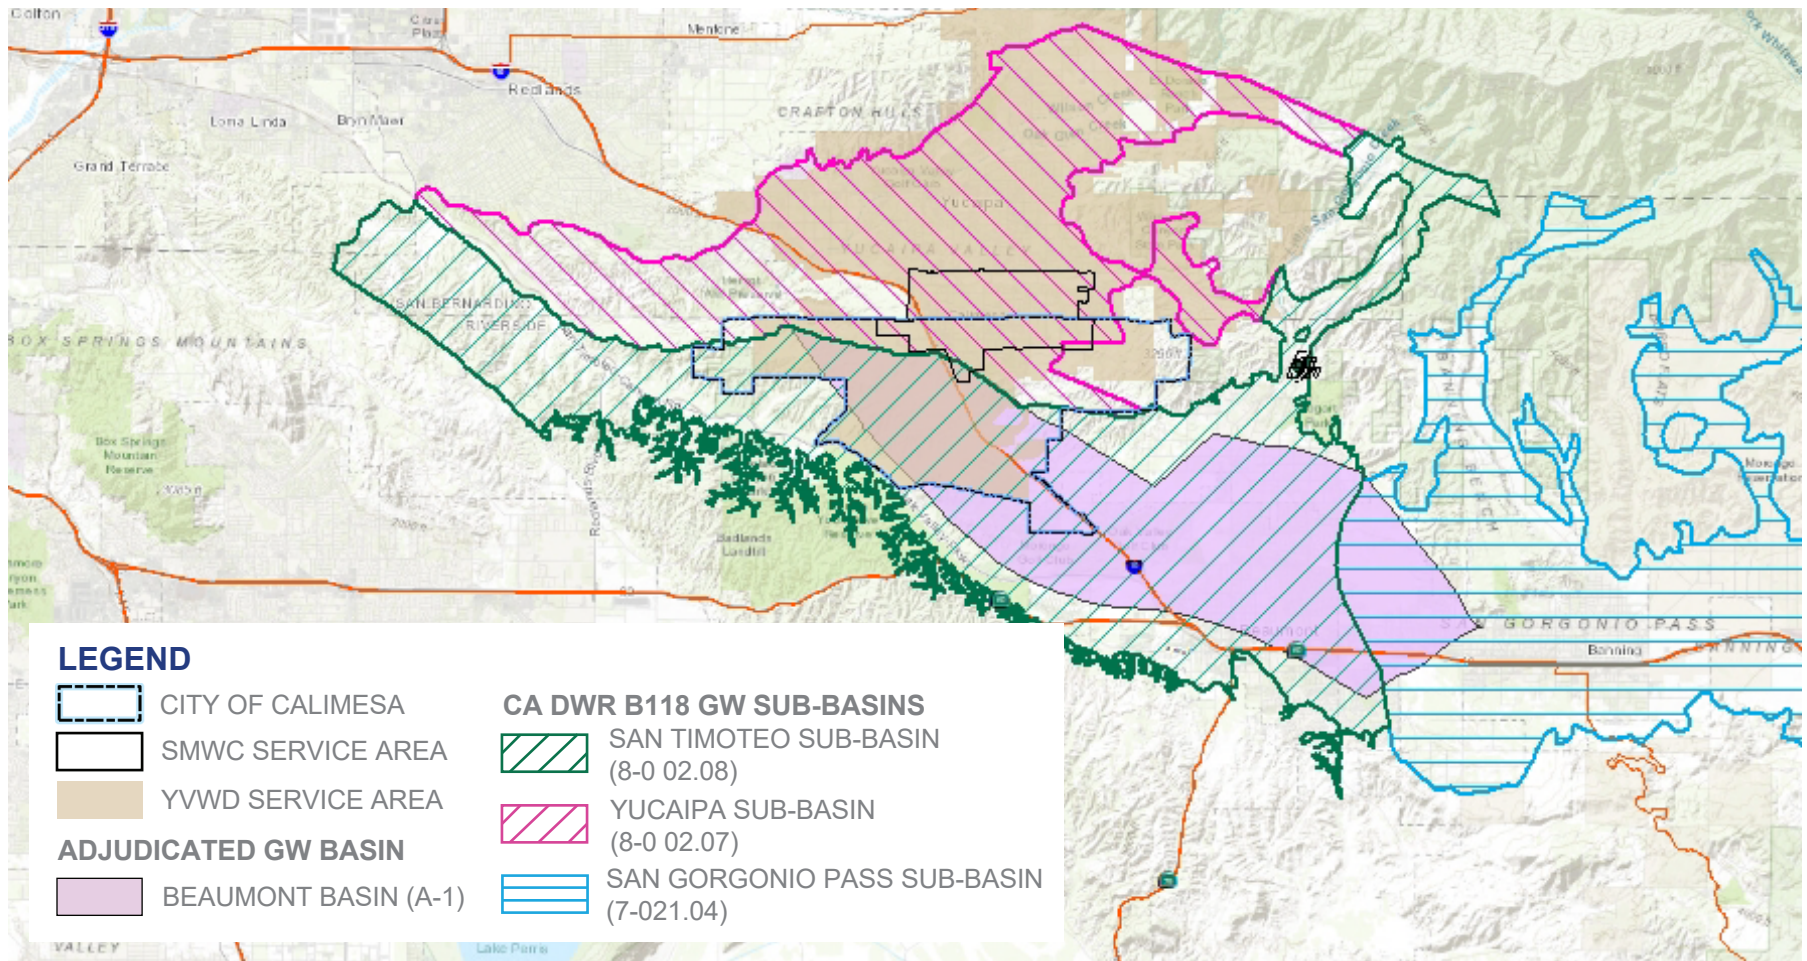 Colton
Mentone
Redlands
Loma Linda
Bryn Mawr
CRAFTON HILLS
Grand Terrace
Yucaipa
YUCAIPA VALLEY
SAN BERNARDINO
RIVERSIDE
BOX SPRINGS MOUNTAINS
Box Springs
Mountain
Reserve
Badlands
Landfill
Beaumont
SAN GORGONIO PASS
Banning
BANNING
LEGEND
CITY OF CALIMESA
SMWC SERVICE AREA
YVWD SERVICE AREA
ADJUDICATED GW BASIN
BEAUMONT BASIN (A-1)
CA DWR B118 GW SUB-BASINS
SAN TIMOTEO SUB-BASIN
(8-0 02.08)
YUCAIPA SUB-BASIN
(8-0 02.07)
SAN GORGONIO PASS SUB-BASIN
(7-021.04)
VALLEY
Lake Perris